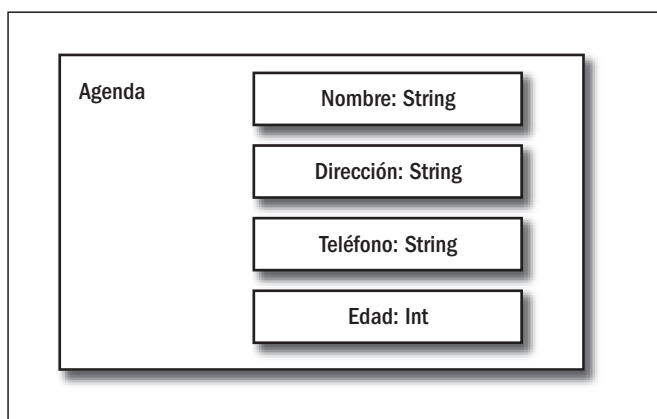 Agenda
Nombre: String
Dirección: String
Teléfono: String
Edad: Int